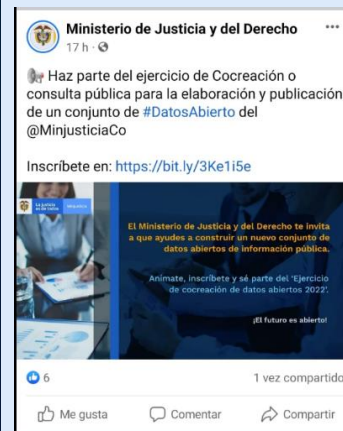 Ministerio de Justicia y del Derecho
17 h
Haz parte del ejercicio de Cocreación o
consulta pública para la elaboración y publicación
de un conjunto de #DatosAbierto del
@MinjusticiaCo
Inscríbete en: https://bit.ly/3Ke1i5e
La justicia
es de todos
Minjusticia
El Ministerio de Justicia y del Derecho te invita
a que ayudes a construir un nuevo conjunto de
datos abiertos de información pública.
Anímate, inscríbete y sé parte del 'Ejercicio
de cocreación de datos abiertos 2022'.
¡El futuro es abierto!
6
1 vez compartido
Me gusta
Comentar
Compartir